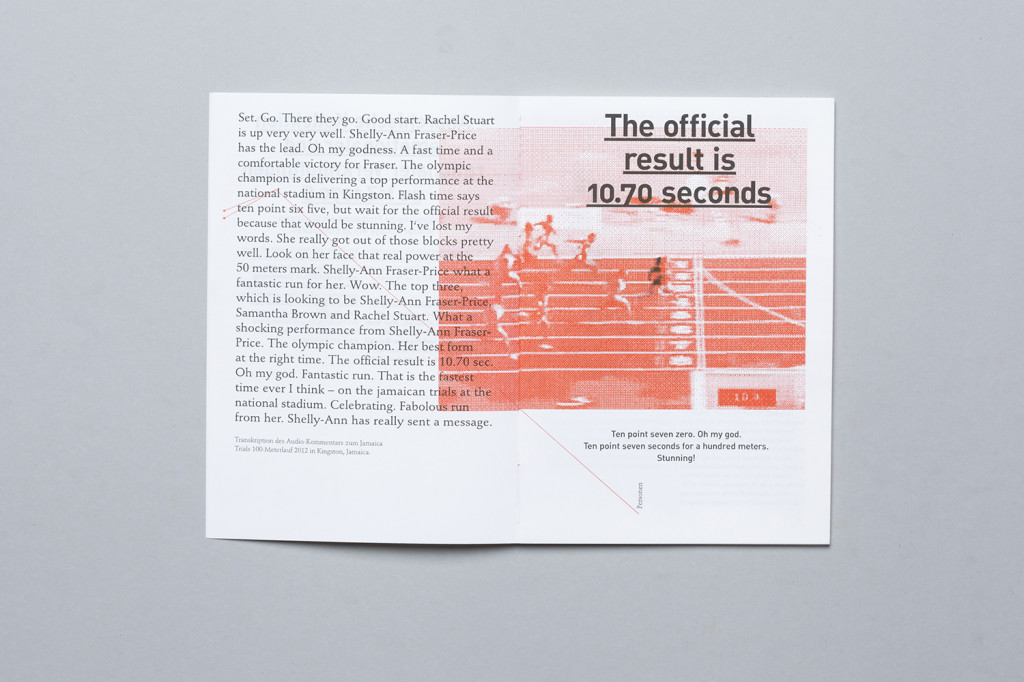 Set. Go. There they go. Good start. Rachel Stuart
is up very very well. Shelly-Ann Fraser-Price
has the lead. Oh my godness. A fast time and a
comfortable victory for Fraser. The olympic
champion is delivering a top performance at the
national stadium in Kingston. Flash time says
ten point six five, but wait for the official result
because that would be stunning. I've lost my
words. She really got out of those blocks pretty
well. Look on her face that real power at the
50 meters mark. Shelly-Ann Fraser-Price what a
fantastic run for her. Wow. The top three,
which is looking to be Shelly-Ann Fraser-Price,
Samantha Brown and Rachel Stuart. What a
shocking performance from Shelly-Ann Fraser-
Price. The olympic champion. Her best form
at the right time. The official result is 10.70 sec.
Oh my god. Fantastic run. That is the fastest
time ever I think – on the jamaican trials at the
national stadium. Celebrating. Fabolous run
from her. Shelly-Ann has really sent a message.
Transkription des Audio Kommentars zum Jamaica
Trials 100 Meterlauf 2012 in Kingston, Jamaica.
The official
result is
10.70 seconds
Ten point seven zero. Oh my god.
Ten point seven seconds for a hundred meters.
Stunning!
Personen